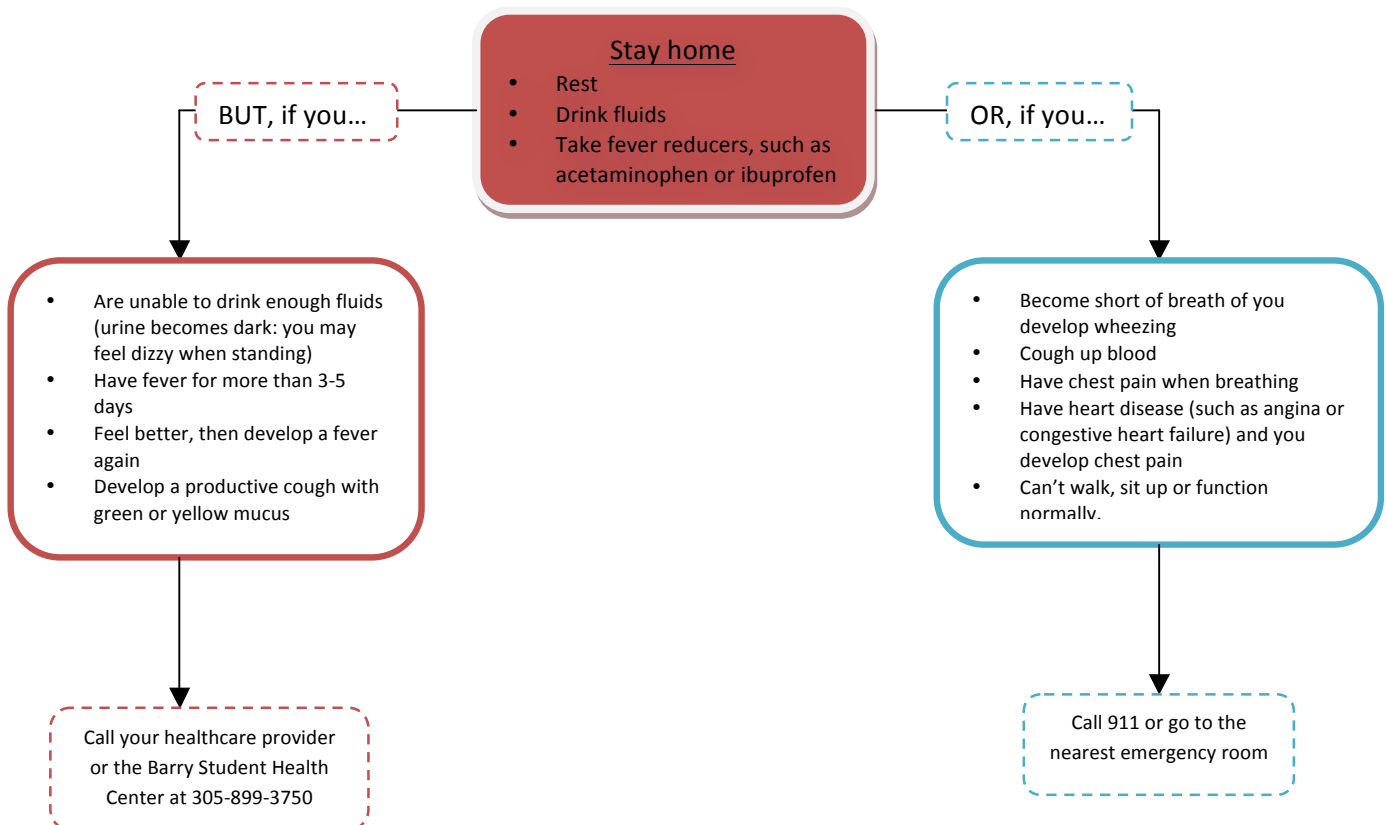 Stay home
• Rest
• Drink fluids
• Take fever reducers, such as
acetaminophen or ibuprofen
BUT, if you...
• Are unable to drink enough fluids
(urine becomes dark: you may
feel dizzy when standing)
• Have fever for more than 3-5
days
• Feel better, then develop a fever
again
• Develop a productive cough with
green or yellow mucus
Call your healthcare provider
or the Barry Student Health
Center at 305-899-3750
OR, if you...
• Become short of breath of you
develop wheezing
• Cough up blood
• Have chest pain when breathing
• Have heart disease (such as angina or
congestive heart failure) and you
develop chest pain
• Can’t walk, sit up or function
normally.
Call 911 or go to the
nearest emergency room